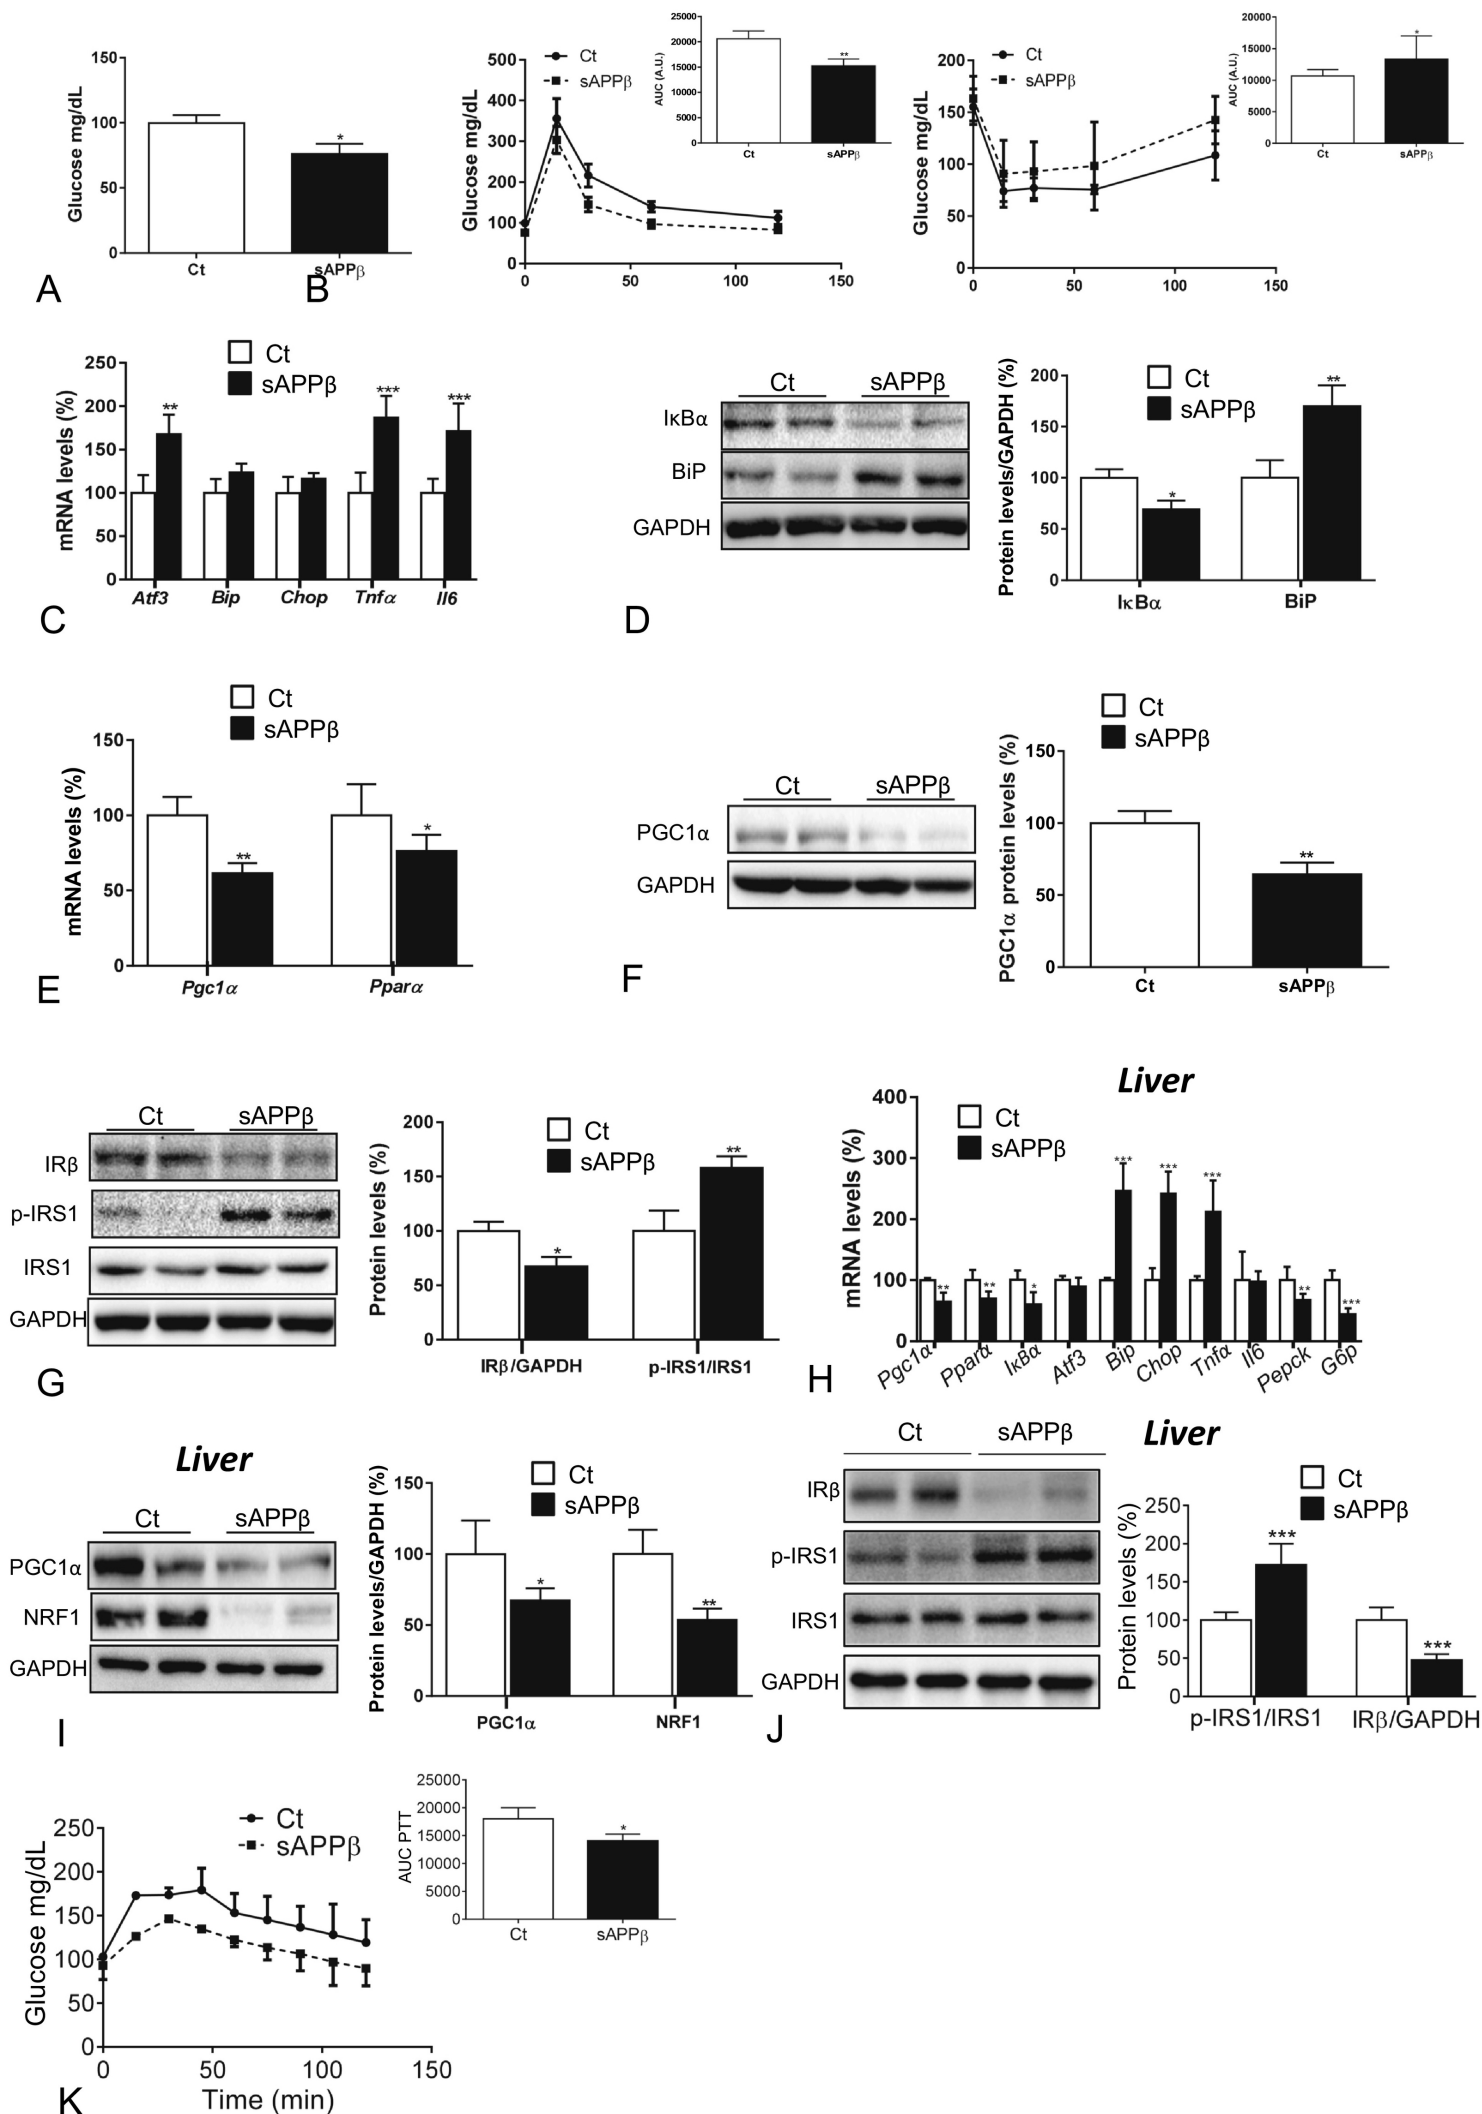 150
100
50
0
Glucose mg/dL
*
Ct
sAPPβ
A
500
400
300
200
100
0
Glucose mg/dL
Ct
sAPPβ
0
50
100
150
25000
20000
15000
10000
5000
0
AUC (A.U.)
**
Ct
sAPPβ
B
200
150
100
50
0
Glucose mg/dL
Ct
sAPPβ
0
50
100
150
20000
15000
10000
5000
0
AUC (A.U.)
*
Ct
sAPPβ
Ct
sAPPβ
250
200
150
100
50
0
mRNA levels (%)
**
***
***
Atf3
Bip
Chop
Tnfα
Il6
C
Ct
sAPPβ
IκBα
BiP
GAPDH
Protein levels/GAPDH (%)
200
150
100
50
0
Ct
sAPPβ
*
**
IκBα
BiP
D
Ct
sAPPβ
150
100
50
0
mRNA levels (%)
**
*
Pgc1α
Pparα
E
Ct
sAPPβ
PGC1α
GAPDH
Ct
sAPPβ
PGC1α protein levels (%)
150
100
50
0
**
Ct
sAPPβ
F
Ct
sAPPβ
IRβ
p-IRS1
IRS1
GAPDH
Protein levels (%)
200
150
100
50
0
Ct
sAPPβ
*
**
IRβ/GAPDH
p-IRS1/IRS1
G
Liver
400
300
200
100
0
mRNA levels (%)
Ct
sAPPβ
**
**
*
***
***
***
**
***
Pgc1α
Pparα
IκBα
Atf3
Bip
Chop
Tnfα
Il6
Pepck
G6p
H
Liver
Ct
sAPPβ
PGC1α
NRF1
GAPDH
Protein levels/GAPDH (%)
150
100
50
0
Ct
sAPPβ
*
**
PGC1α
NRF1
I
Liver
Ct
sAPPβ
IRβ
p-IRS1
IRS1
GAPDH
Protein levels (%)
250
200
150
100
50
0
Ct
sAPPβ
***
***
p-IRS1/IRS1
IRβ/GAPDH
J
250
200
150
100
50
0
Glucose mg/dL
Ct
sAPPβ
0
50
100
150
Time (min)
25000
20000
15000
10000
5000
0
AUC PTT
*
Ct
sAPPβ
K